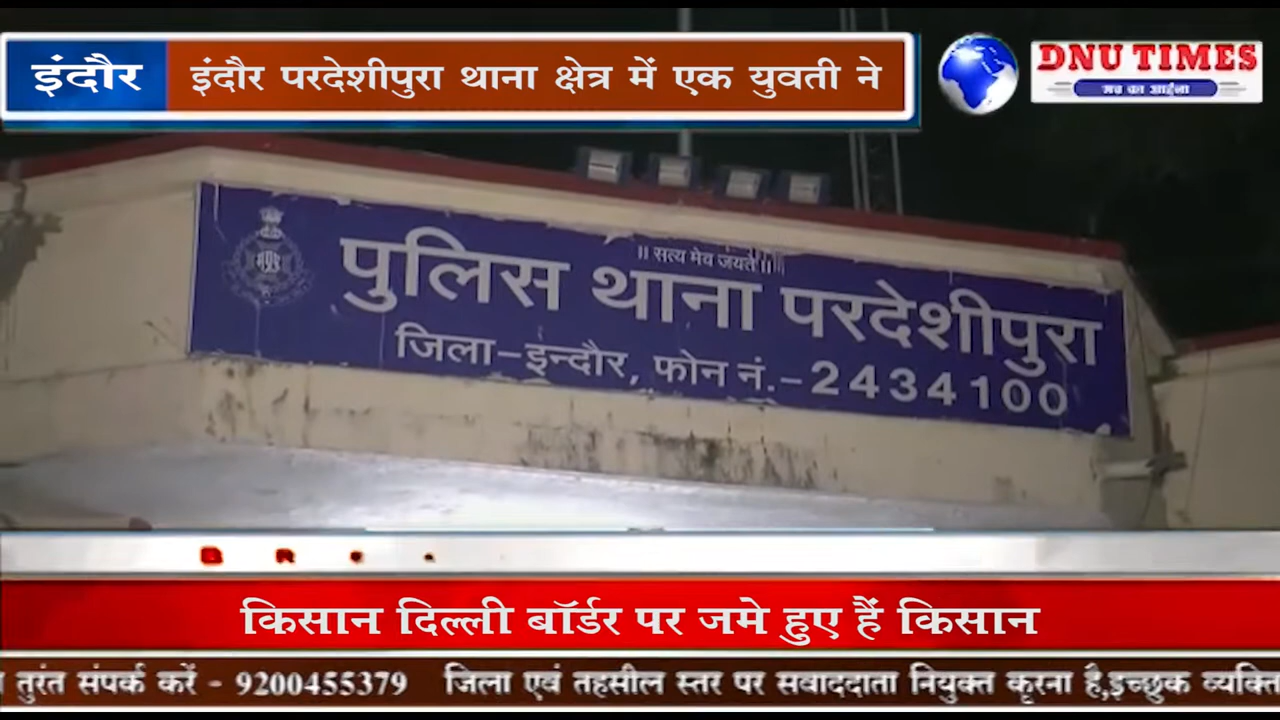 इंदौर
इंदौर परदेशीपुरा थाना क्षेत्र में एक युवती ने
DNU TIMES
सच का आईना
॥ सत्य मेव जयते ॥
पुलिस थाना परदेशीपुरा
जिला-इन्दौर, फोन नं.-2434100
B R
किसान दिल्ली बॉर्डर पर जमे हुए हैं किसान
तुरंत संपर्क करें - 9200455379 जिला एवं तहसील स्तर पर सवाददाता नियुक्त करना है,इच्छुक व्यक्ति